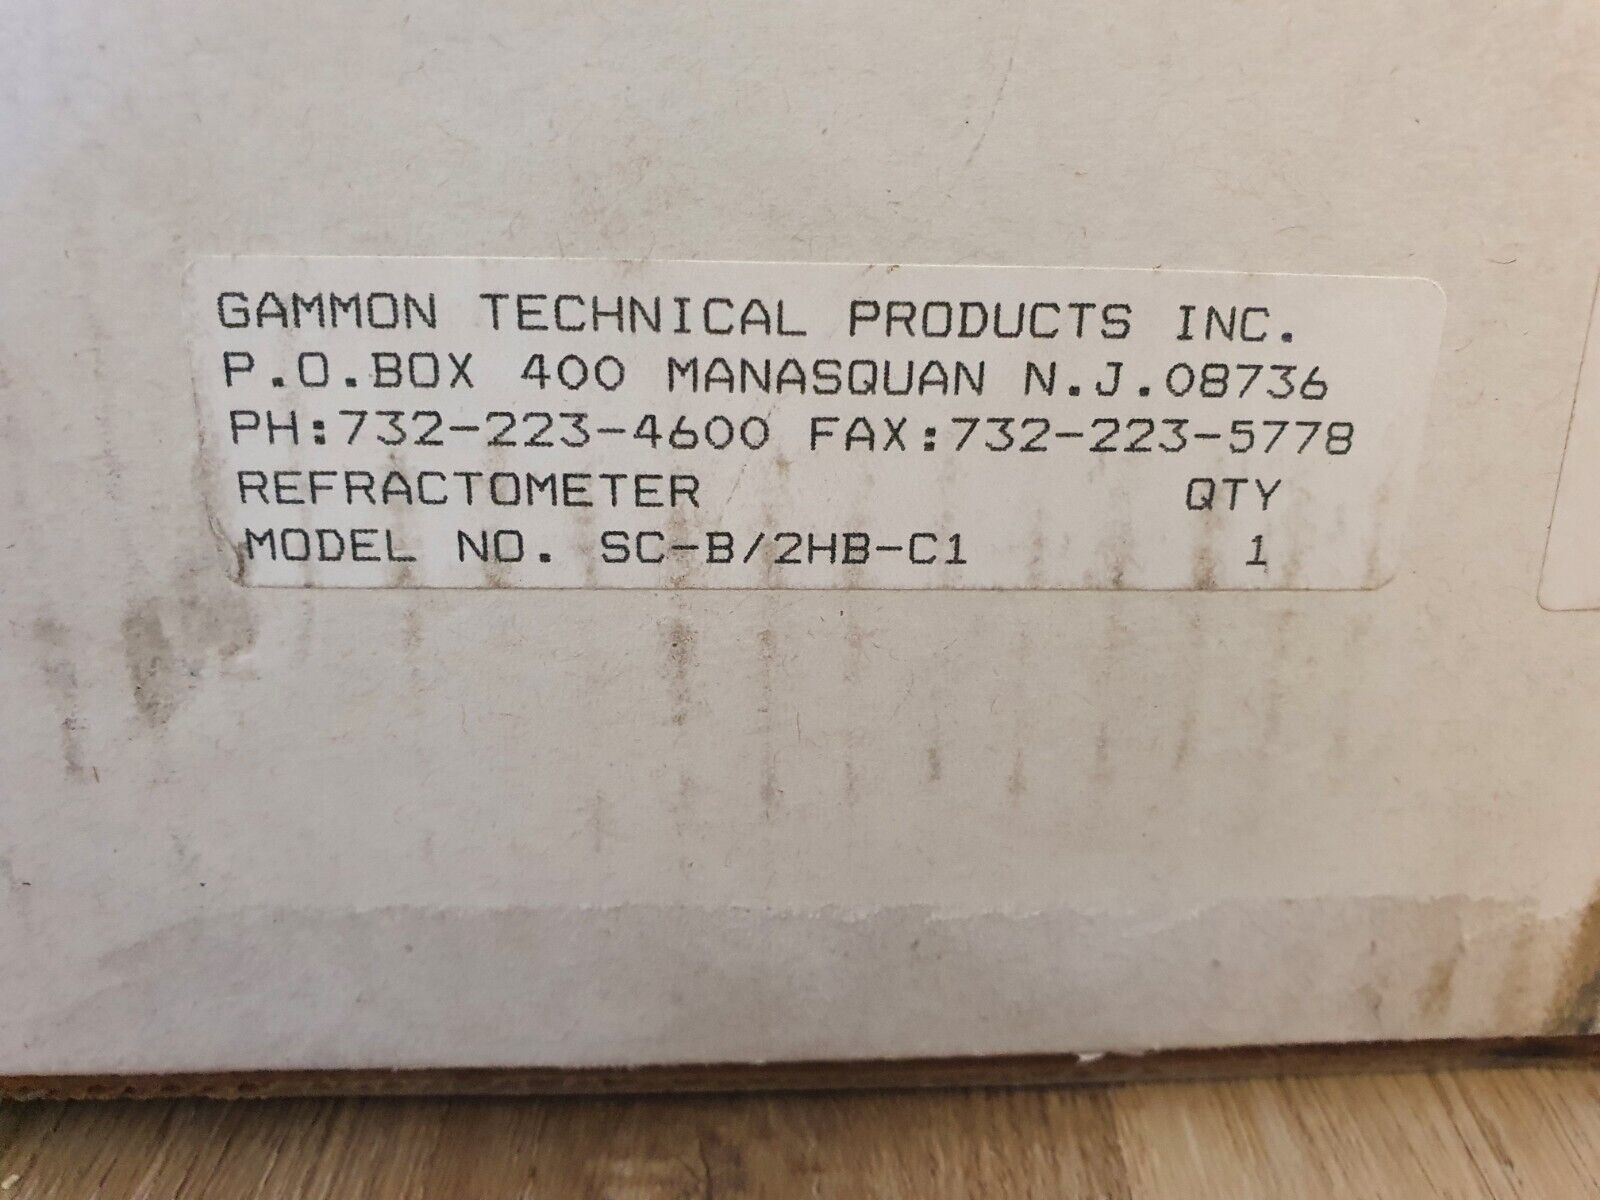 GAMMON TECHNICAL PRODUCTS INC.
P.O.BOX 400 MANASQUAN N.J.08736
PH:732-223-4600 FAX:732-223-5778
REFRACTOMETER QTY
MODEL NO. SC-B/2HB-C1 1